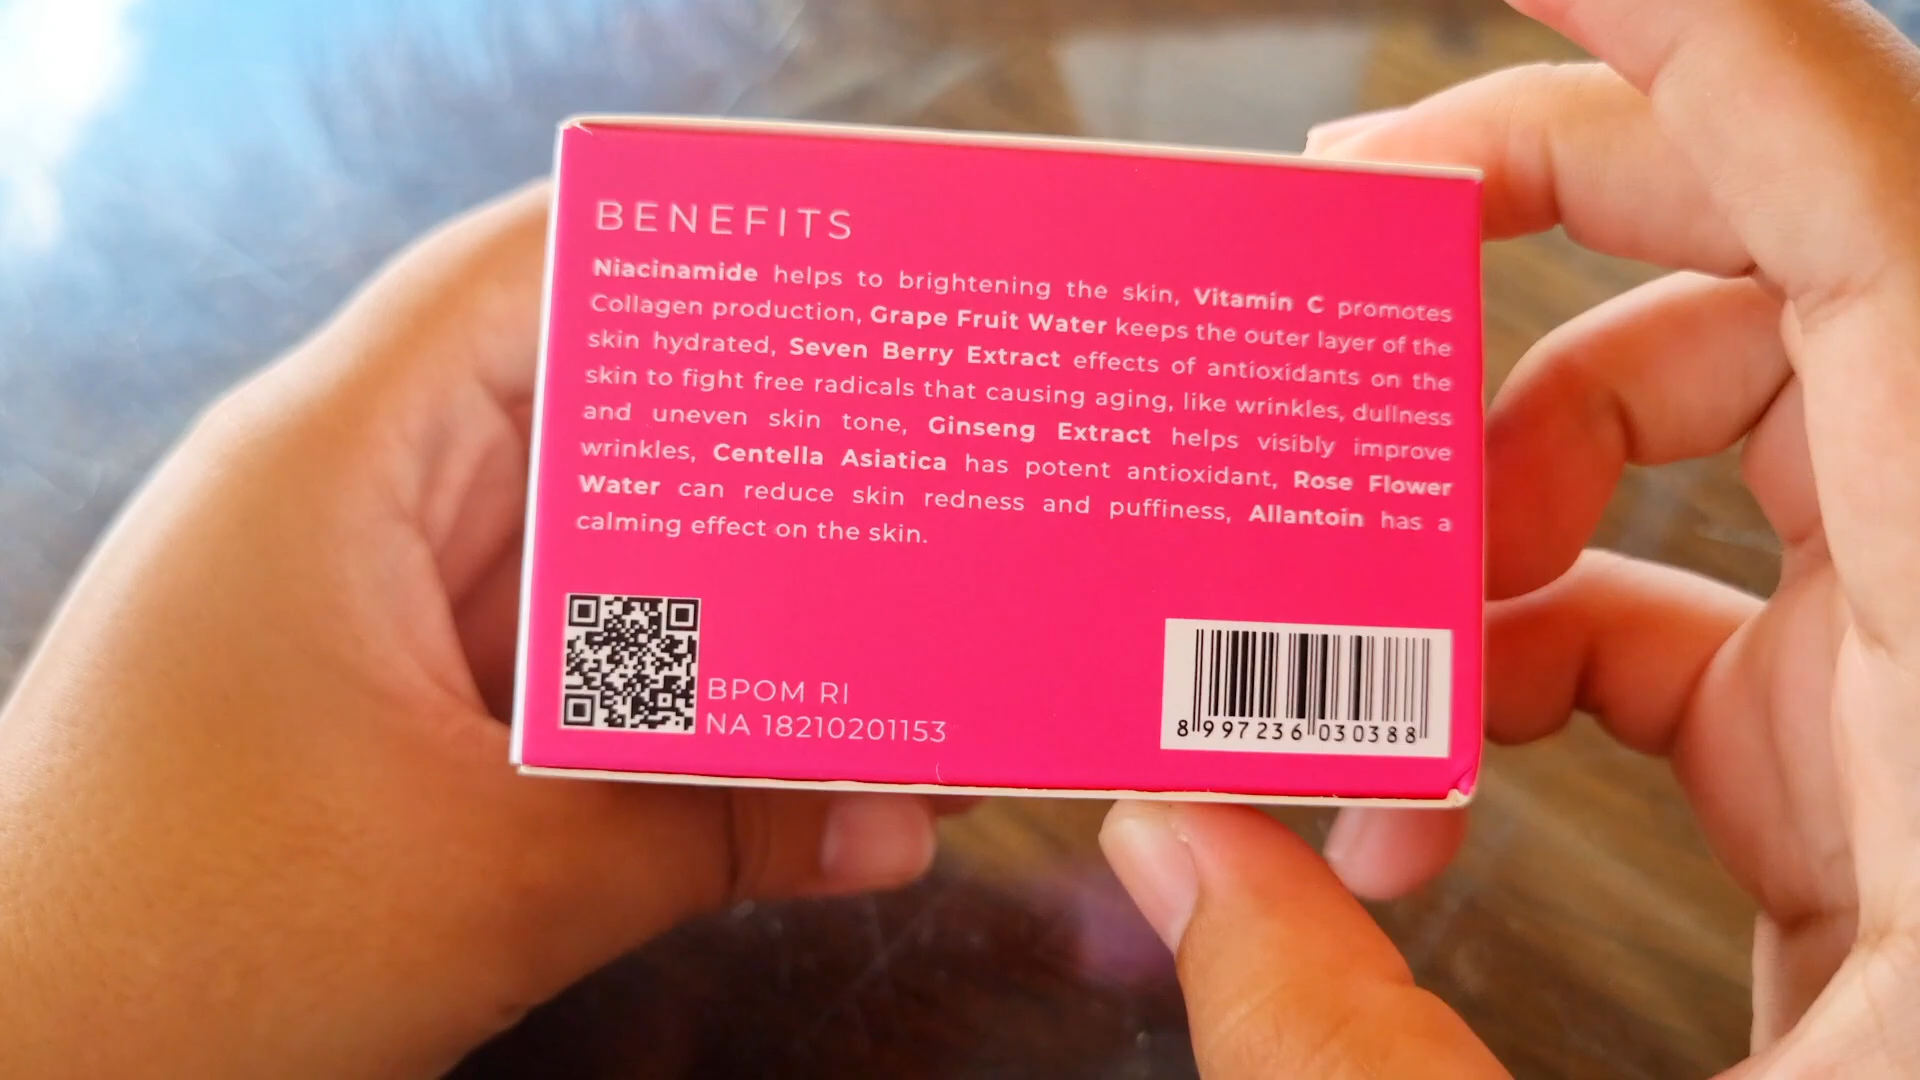 BENEFITS
Niacinamide helps to brightening the skin, Vitamin C promotes
Collagen production, Grape Fruit Water keeps the outer layer of the
skin hydrated, Seven Berry Extract effects of antioxidants on the
skin to fight free radicals that causing aging, like wrinkles, dullness
and uneven skin tone, Ginseng Extract helps visibly improve
wrinkles, Centella Asiatica has potent antioxidant, Rose Flower
Water can reduce skin redness and puffiness, Allantoin has a
calming effect on the skin.
BPOM RI
NA 18210201153
8 997236 030388